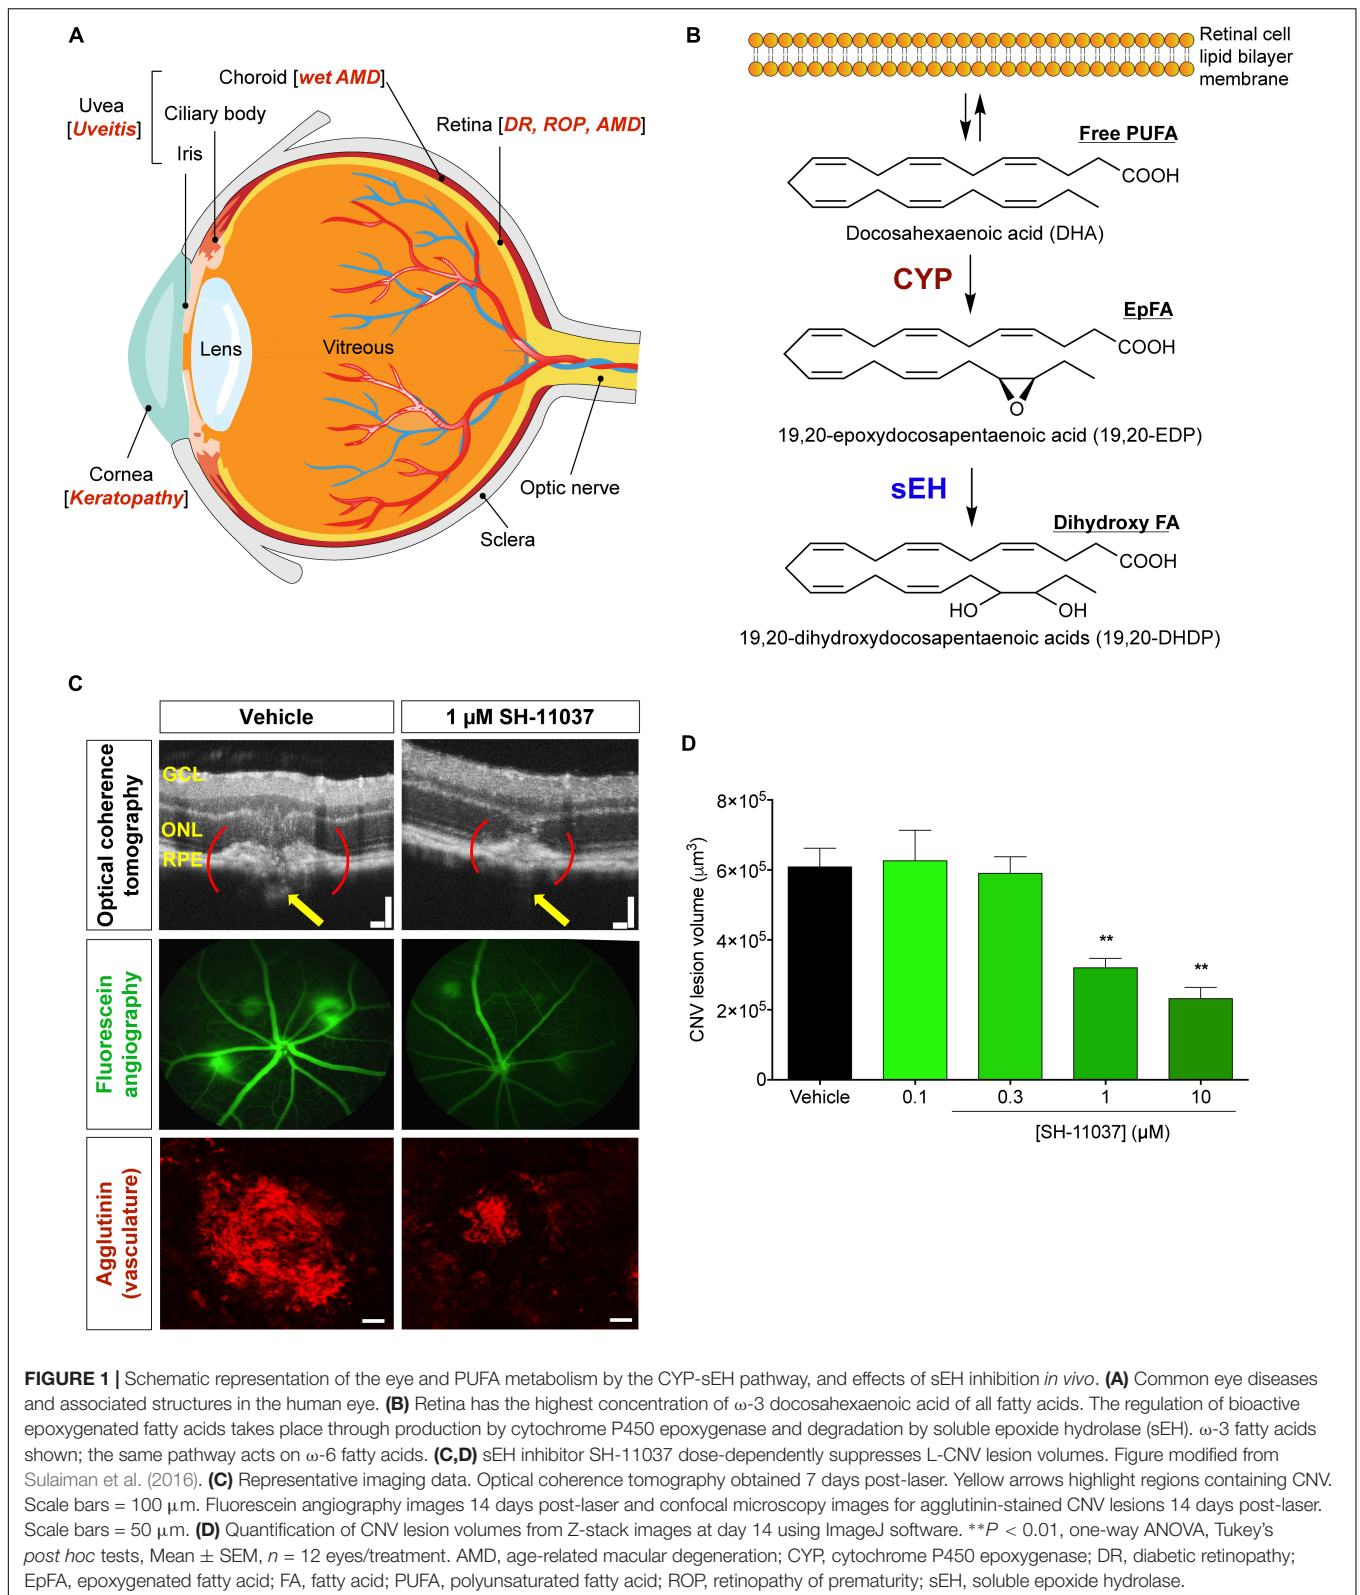 A
Choroid [wet AMD]
Uvea
[Uveitis]
Ciliary body
Iris
Retina [DR, ROP, AMD]
Lens
Vitreous
Cornea
[Keratopathy]
Optic nerve
Sclera
B
Retinal cell
lipid bilayer
membrane
Free PUFA
COOH
Docosahexaenoic acid (DHA)
CYP
EpFA
COOH
O
19,20-epoxydocosapentaenoic acid (19,20-EDP)
sEH
Dihydroxy FA
COOH
HO
OH
19,20-dihydroxydocosapentaenoic acids (19,20-DHDP)
C
Vehicle
1 µM SH-11037
Optical coherence
tomography
GCL
ONL
RPE
Fluorescein
angiography
Agglutinin
(vasculature)
D
CNV lesion volume (µm³)
8×10⁵
6×10⁵
4×10⁵
2×10⁵
0
**
**
Vehicle
0.1
0.3
1
10
[SH-11037] (µM)
FIGURE 1 | Schematic representation of the eye and PUFA metabolism by the CYP-sEH pathway, and effects of sEH inhibition in vivo. (A) Common eye diseases
and associated structures in the human eye. (B) Retina has the highest concentration of ω-3 docosahexaenoic acid of all fatty acids. The regulation of bioactive
epoxygenated fatty acids takes place through production by cytochrome P450 epoxygenase and degradation by soluble epoxide hydrolase (sEH). ω-3 fatty acids
shown; the same pathway acts on ω-6 fatty acids. (C,D) sEH inhibitor SH-11037 dose-dependently suppresses L-CNV lesion volumes. Figure modified from
Sulaiman et al. (2016). (C) Representative imaging data. Optical coherence tomography obtained 7 days post-laser. Yellow arrows highlight regions containing CNV.
Scale bars = 100 µm. Fluorescein angiography images 14 days post-laser and confocal microscopy images for agglutinin-stained CNV lesions 14 days post-laser.
Scale bars = 50 µm. (D) Quantification of CNV lesion volumes from Z-stack images at day 14 using ImageJ software. **P < 0.01, one-way ANOVA, Tukey's
post hoc tests, Mean ± SEM, n = 12 eyes/treatment. AMD, age-related macular degeneration; CYP, cytochrome P450 epoxygenase; DR, diabetic retinopathy;
EpFA, epoxygenated fatty acid; FA, fatty acid; PUFA, polyunsaturated fatty acid; ROP, retinopathy of prematurity; sEH, soluble epoxide hydrolase.